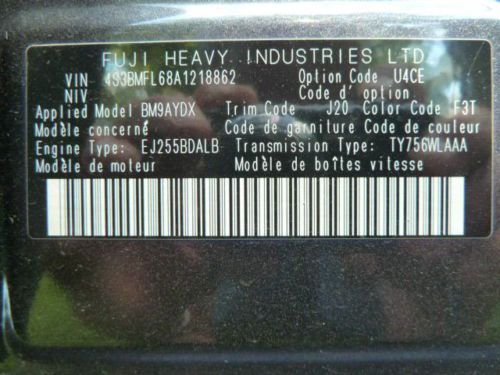 FUJI HEAVY INDUSTRIES LTD.
VIN 4S3BMFL68A1218862 Option Code U4CE
NIV Code d' option
Applied Model BM9AYDX Trim Code J20 Color Code F3T
Modèle concerné Code de garniture Code de couleur
Engine Type: EJ255BDALB Transmission Type: TY756WLAAA
Modèle de moteur Modèle de boîtes vitesse